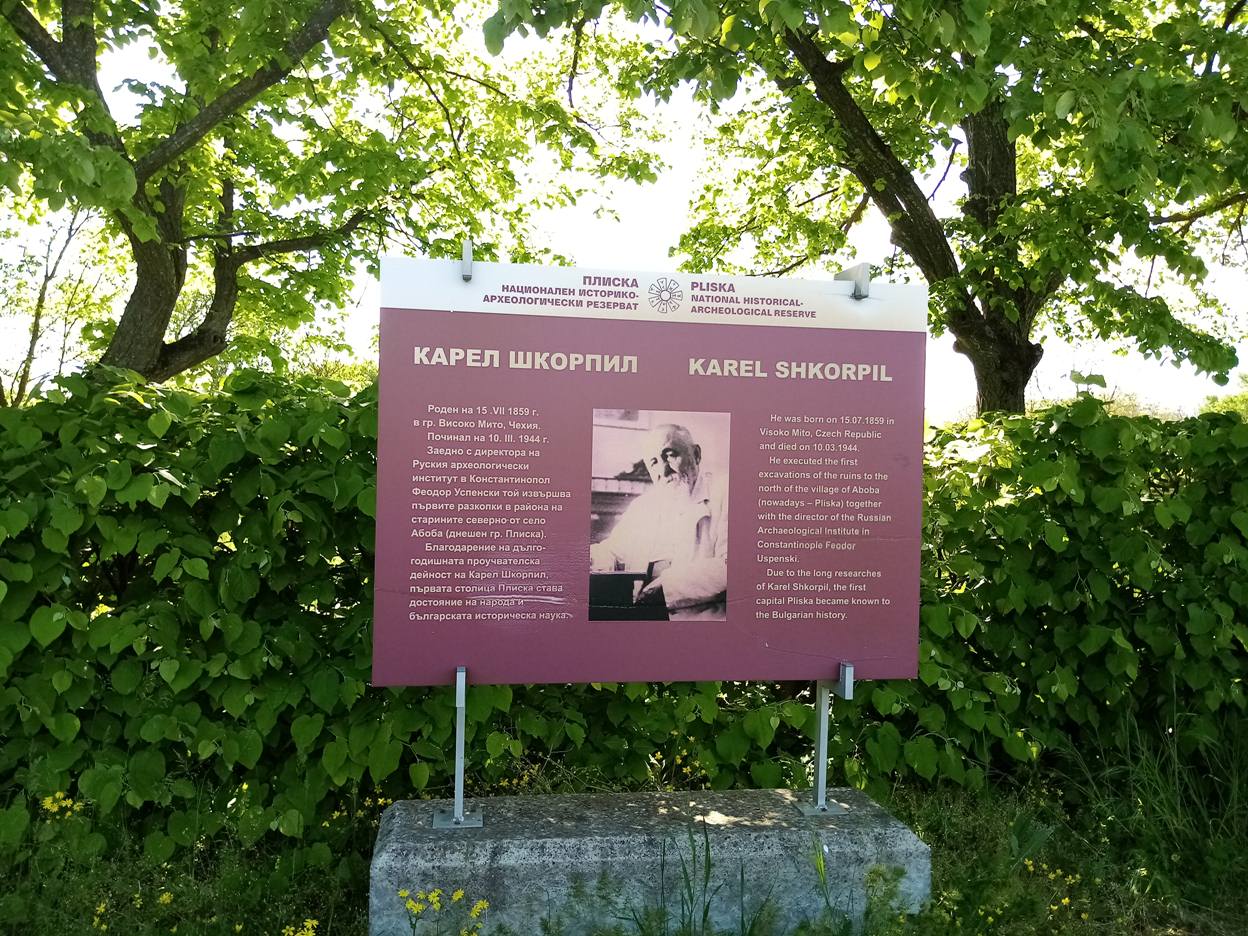 ПЛИСКА
НАЦИОНАЛЕН ИСТОРИКО-
АРХЕОЛОГИЧЕСКИ РЕЗЕРВАТ
PLISKA
NATIONAL HISTORICAL-
ARCHEOLOGICAL RESERVE
КАРЕЛ ШКОРПИЛ
Роден на 15 .VII 1859 г.
в гр. Високо Мито, Чехия.
Починал на 10. III. 1944 г.
Заедно с директора на
Руския археологически
институт в Константинопол
Феодор Успенски той извършва
първите разкопки в района на
старините северно от село
Абоба (днешен гр. Плиска).
Благодарение на дълго-
годишната проучвателска
дейност на Карел Шкорпил,
първата столица Плиска става
достояние на народа и
българската историческа наука.
KAREL SHKORPIL
He was born on 15.07.1859 in
Visoko Mito, Czech Republic
and died on 10.03.1944.
He executed the first
excavations of the ruins to the
north of the village of Aboba
(nowadays – Pliska) together
with the director of the Russian
Archaeological Institute in
Constantinople Feodor
Uspenski.
Due to the long researches
of Karel Shkorpil, the first
capital Pliska became known to
the Bulgarian history.